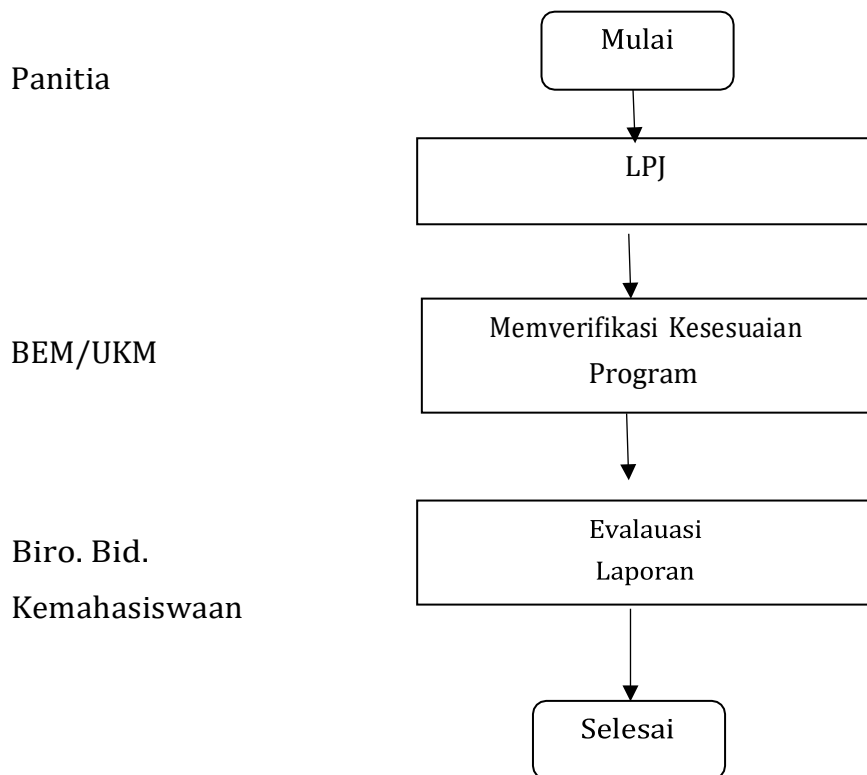 Mulai
Panitia
LPJ
Memverifikasi Kesesuaian
BEM/UKM
Program
Evalauasi
Biro. Bid.
Laporan
Kemahasiswaan
Selesai